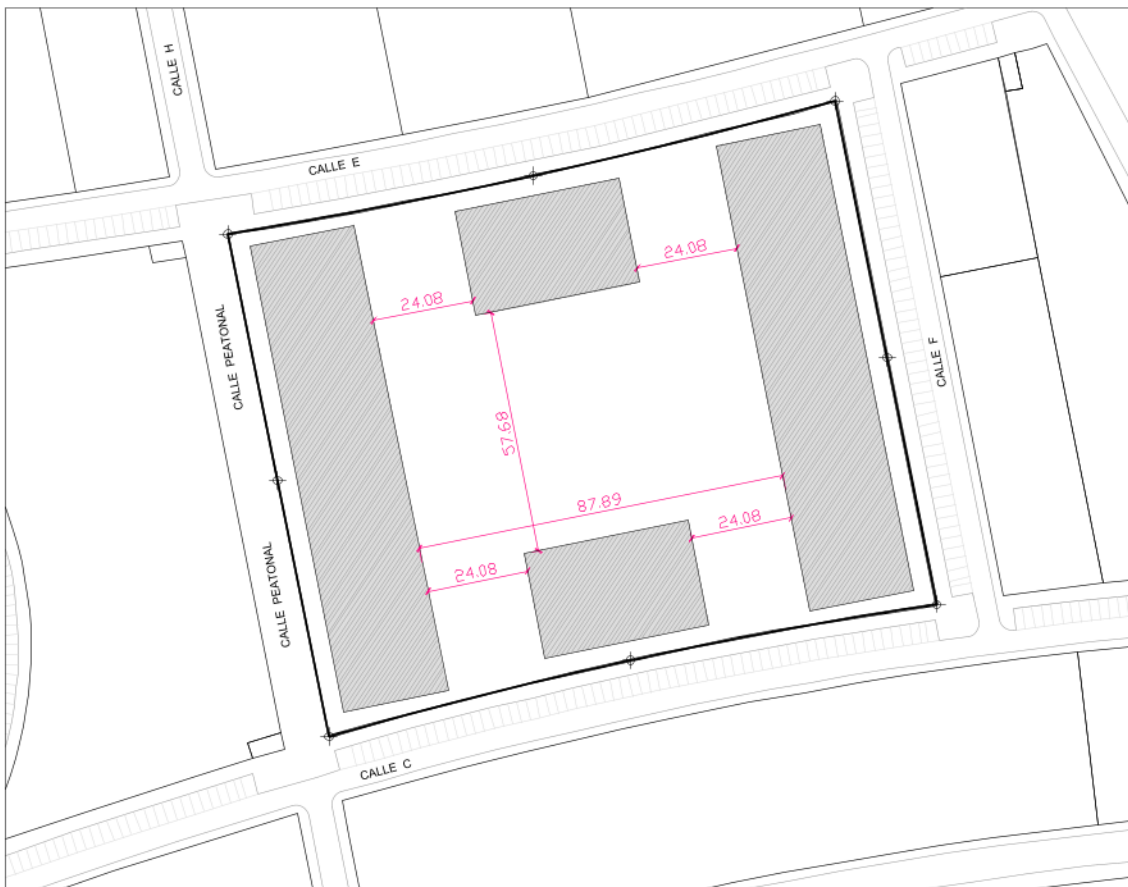 CALLE H
CALLE E
24.08
24.08
CALLE PEATONAL
CALLE F
57.68
87.89
24.08
24.08
CALLE PEATONAL
CALLE C